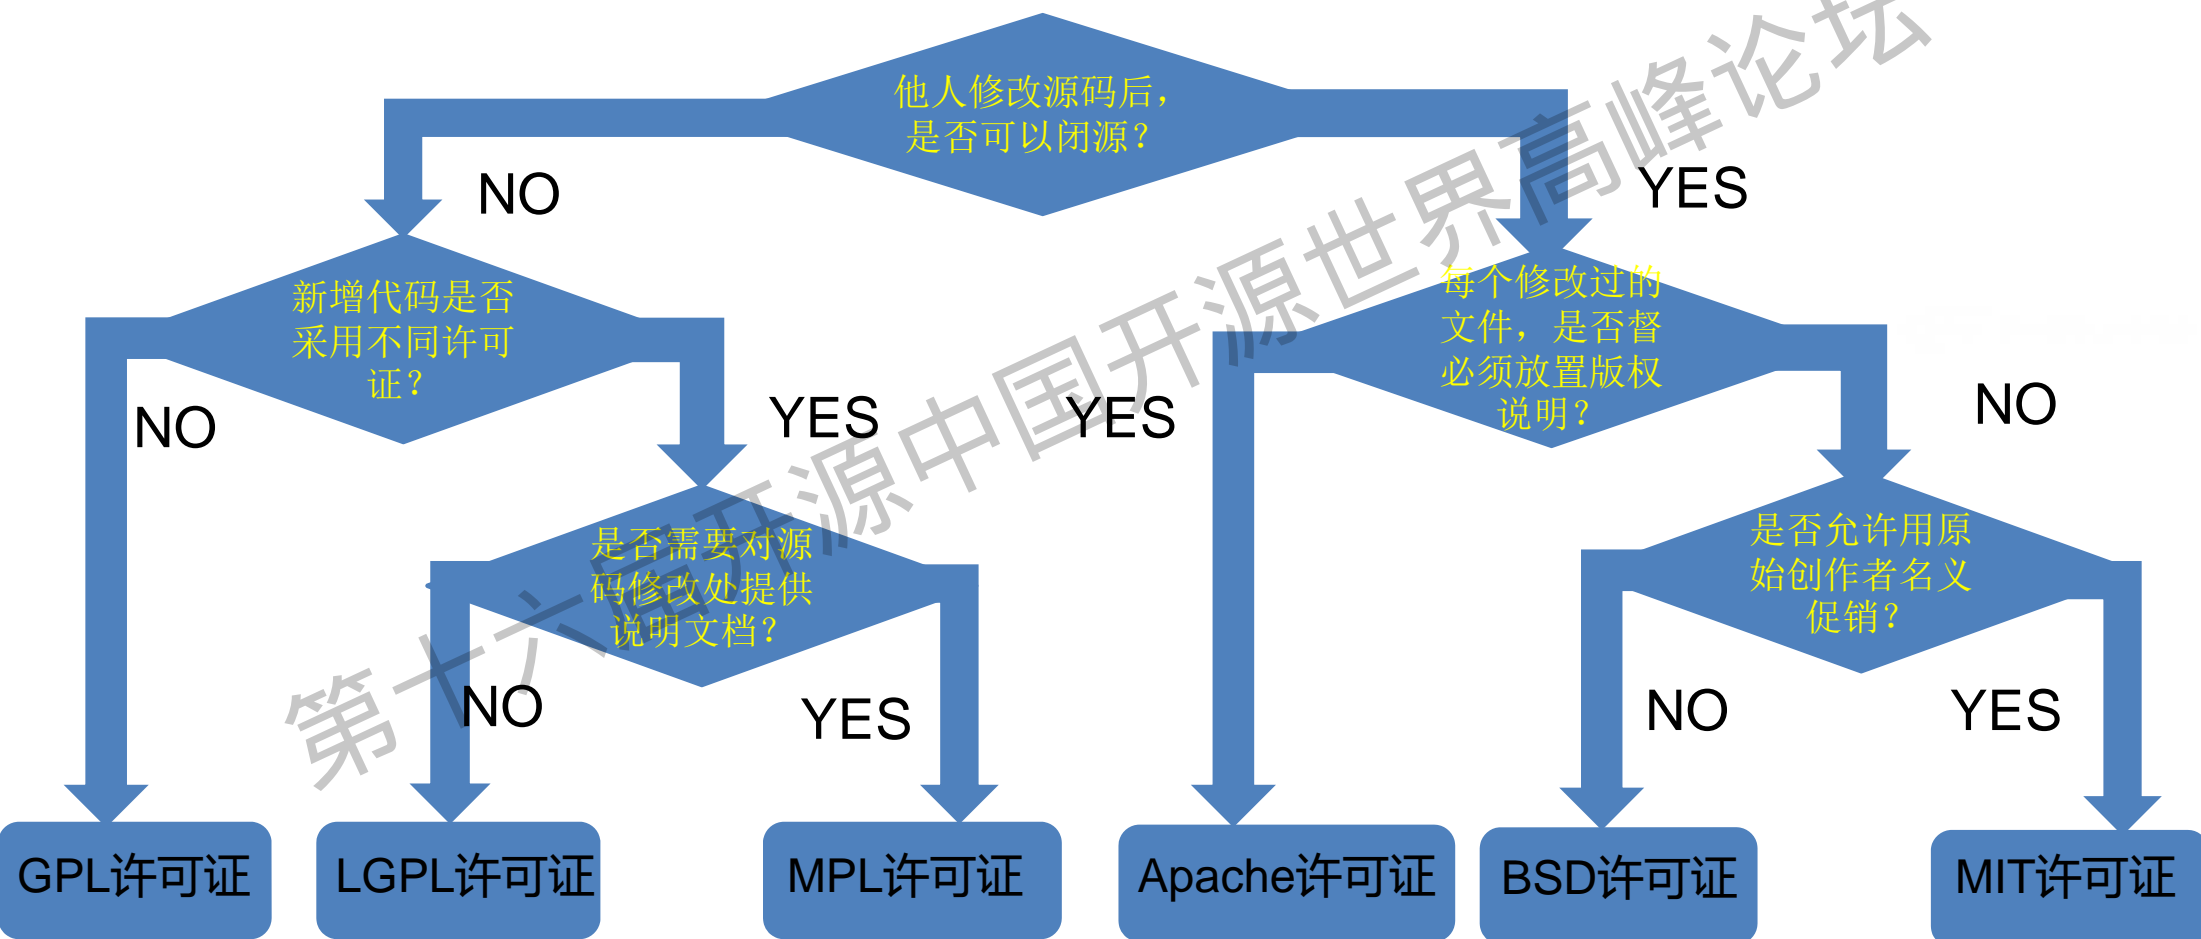 他人修改源码后，
是否可以闭源？
NO
YES
新增代码是否
采用不同许可
证？
每个修改过的
文件，是否督
必须放置版权
说明？
NO
YES
YES
NO
是否需要对源
码修改处提供
说明文档？
是否允许用原
始创作者名义
促销？
NO
YES
NO
YES
GPL许可证
LGPL许可证
MPL许可证
Apache许可证
BSD许可证
MIT许可证
第十六届开源中国开源世界高峰论坛